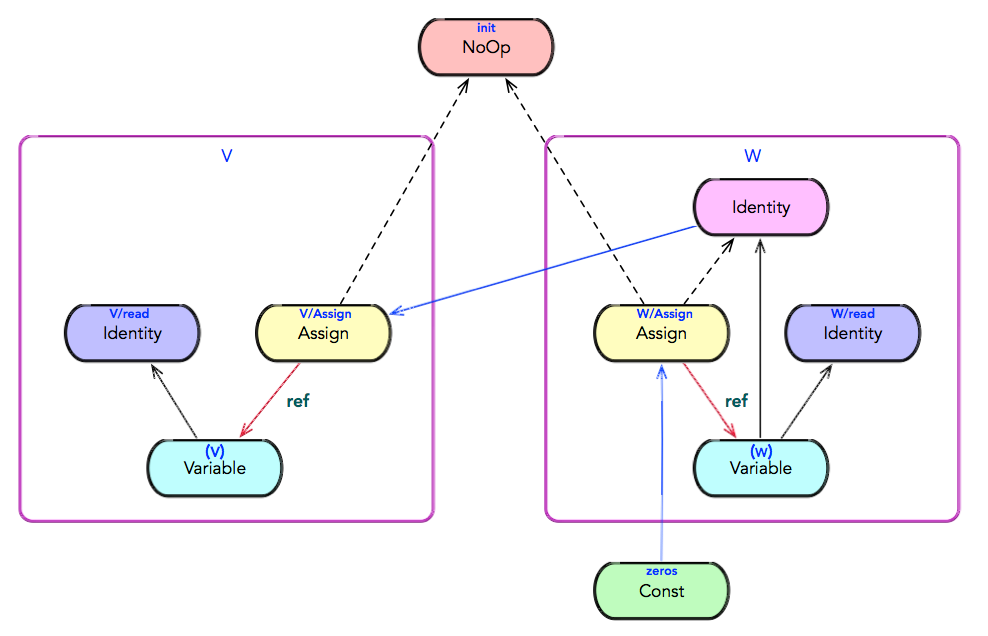 init
NoOp
V
W
Identity
V/read
Identity
V/Assign
Assign
W/Assign
Assign
W/read
Identity
ref
ref
(V)
Variable
(W)
Variable
zeros
Const